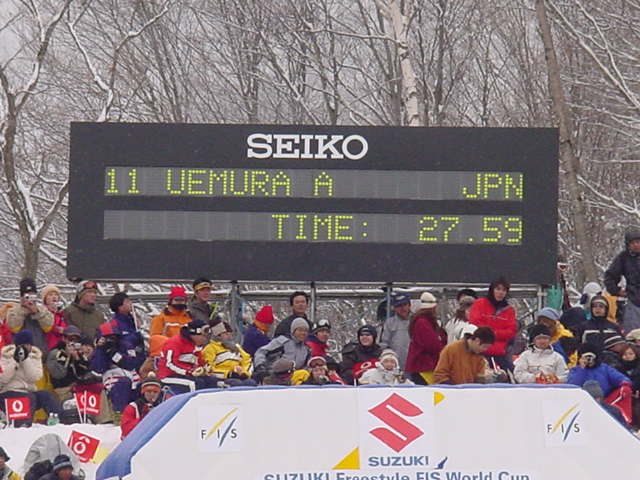 SEIKO
11 UEMURA A JPN
TIME: 27.59
FIS
FIS
SUZUKI
SUZUKI Freestyle FIS World Cup